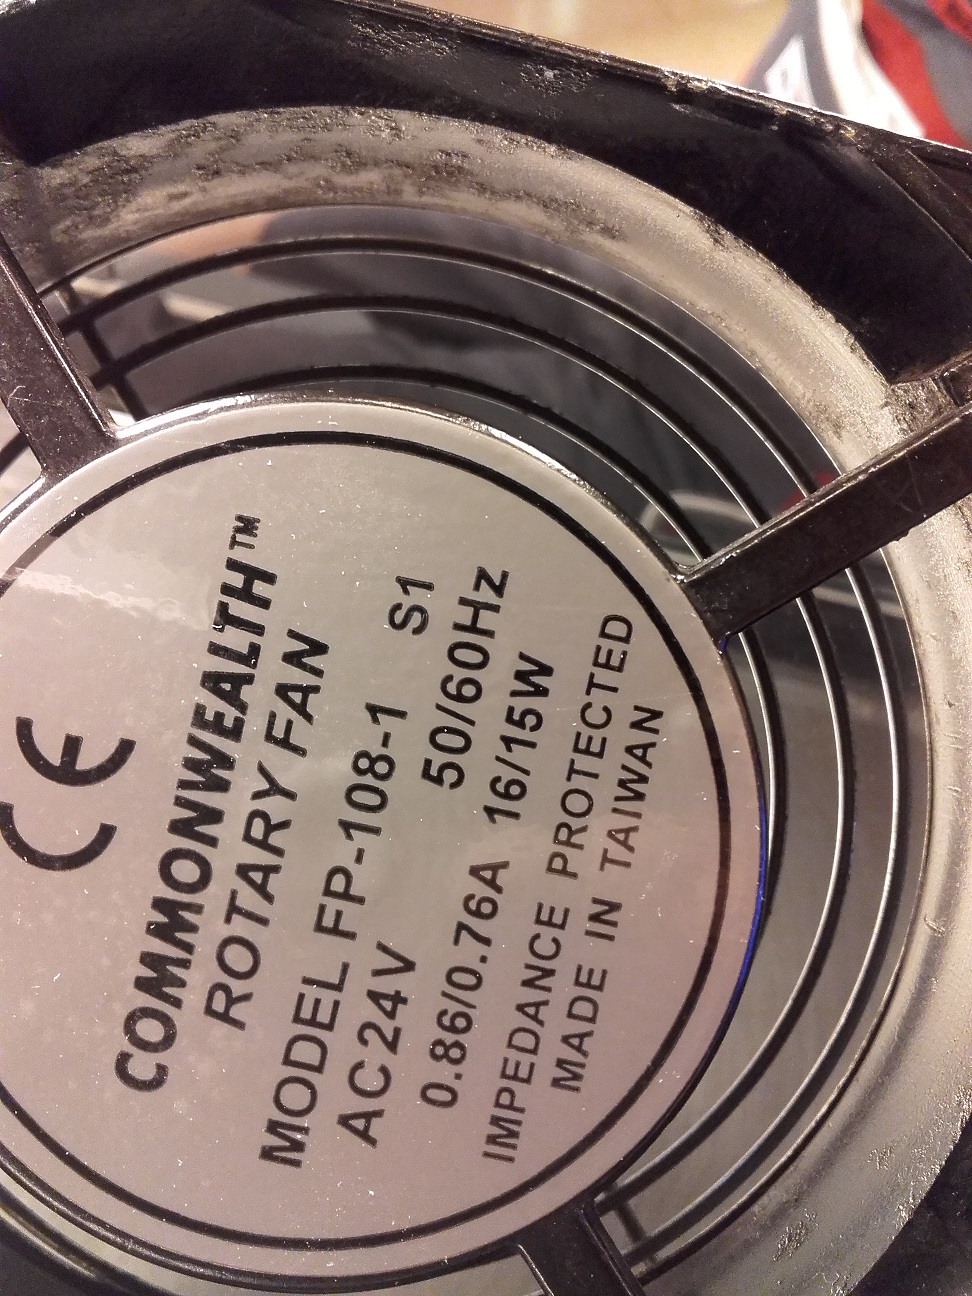 CE
COMMONWEALTH™
ROTARY FAN
MODEL FP-108-1 S1
AC24V 50/60Hz
0.86/0.76A 16/15W
IMPEDANCE PROTECTED
MADE IN TAIWAN